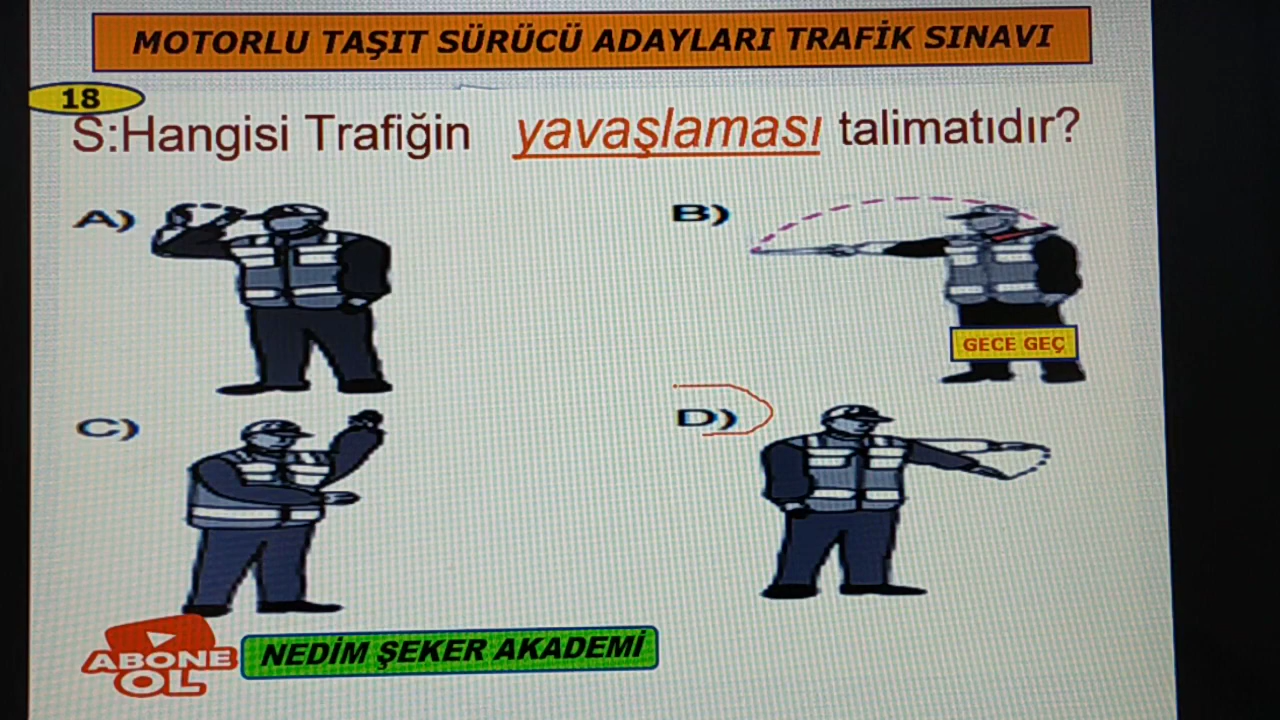 MOTORLU TAŞIT SÜRÜCÜ ADAYLARI TRAFİK SINAVI
18
S:Hangisi Trafiğin yavaşlaması talimatıdır?
A)
B)
GECE GEÇ
C)
D)
ABONE
OL
NEDİM ŞEKER AKADEMİ